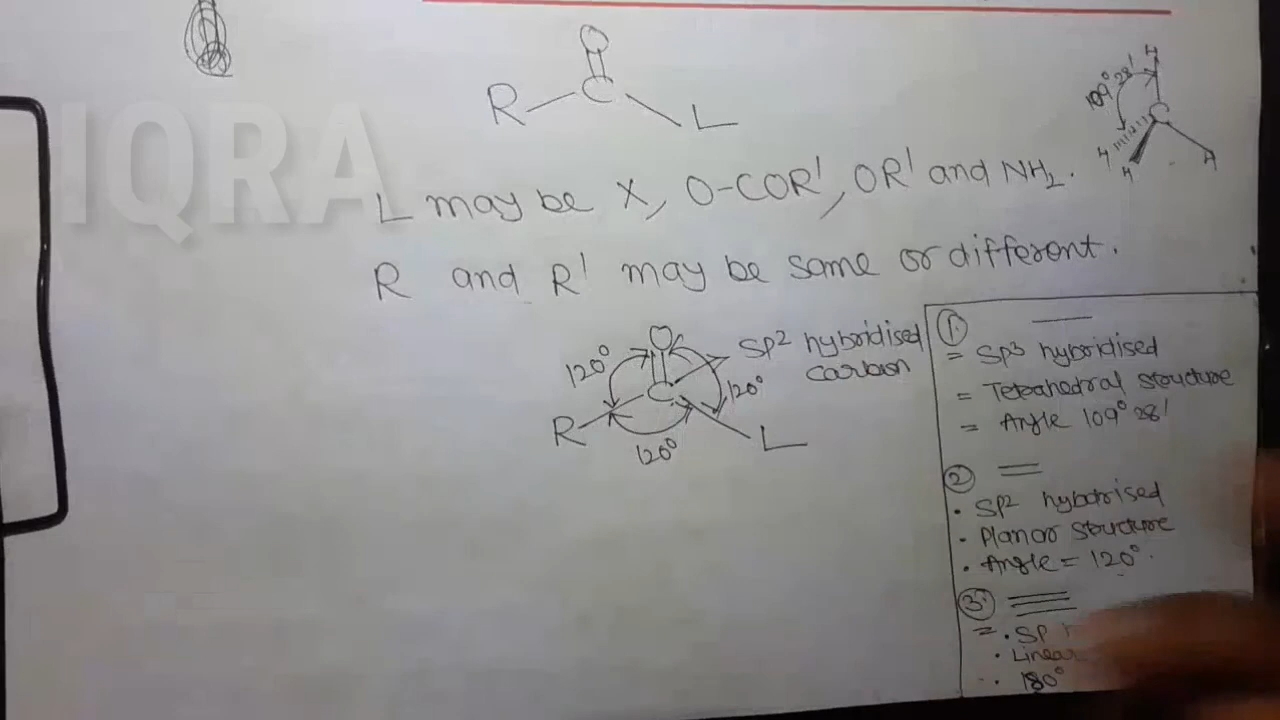 IQRA
O
R C L
H
109° 28'
C
H H H
L may be X, O-COR', OR' and NH2.
R and R' may be same or different.
O
120° 120°
C
R L
120°
Sp2 hybridised
carbon
1.
= Sp3 hybridised
= Tetrahedral structure
= Angle 109° 28'
2
. Sp2 hybridised
. Planar structure
. Angle = 120°.
3.
= . SP
. Linear
. 180°